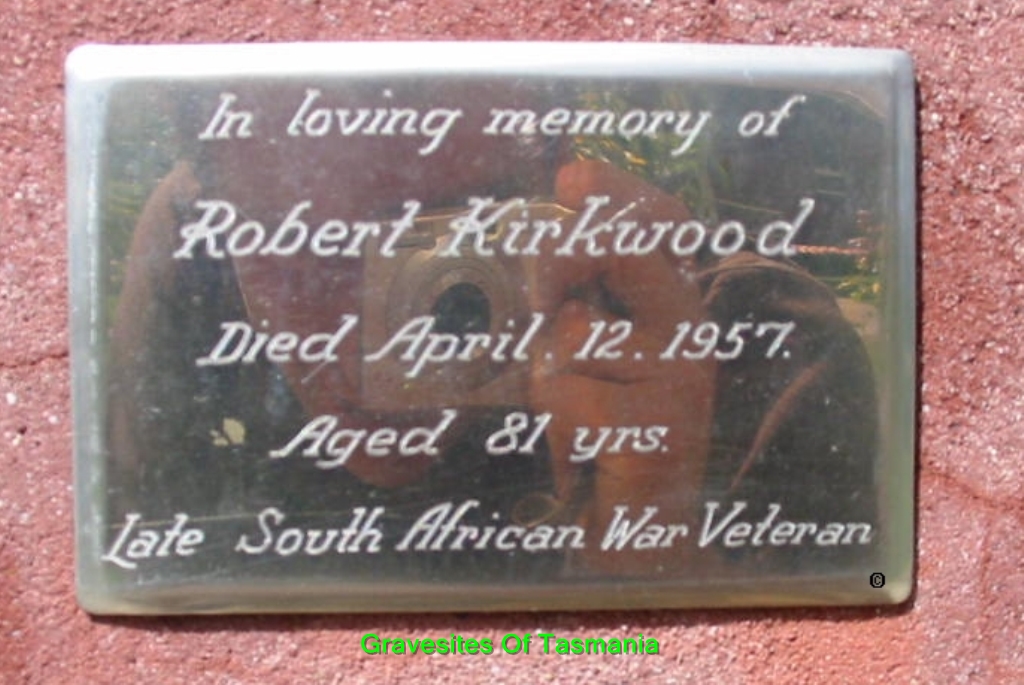 In loving memory of
Robert Kirkwood
Died April. 12. 1957.
Aged 81 yrs.
Late South African War Veteran
©
Gravesites Of Tasmania